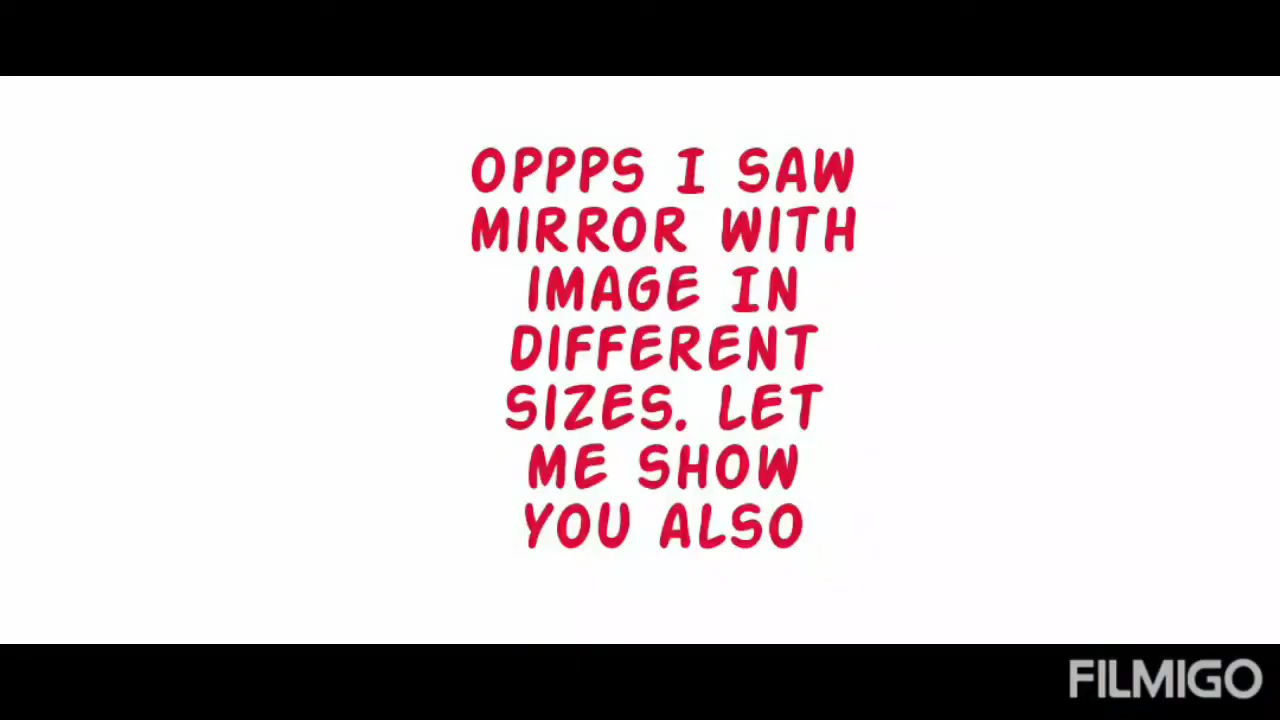 OPPPS I SAW
MIRROR WITH
IMAGE IN
DIFFERENT
SIZES. LET
ME SHOW
YOU ALSO
FILMIGO